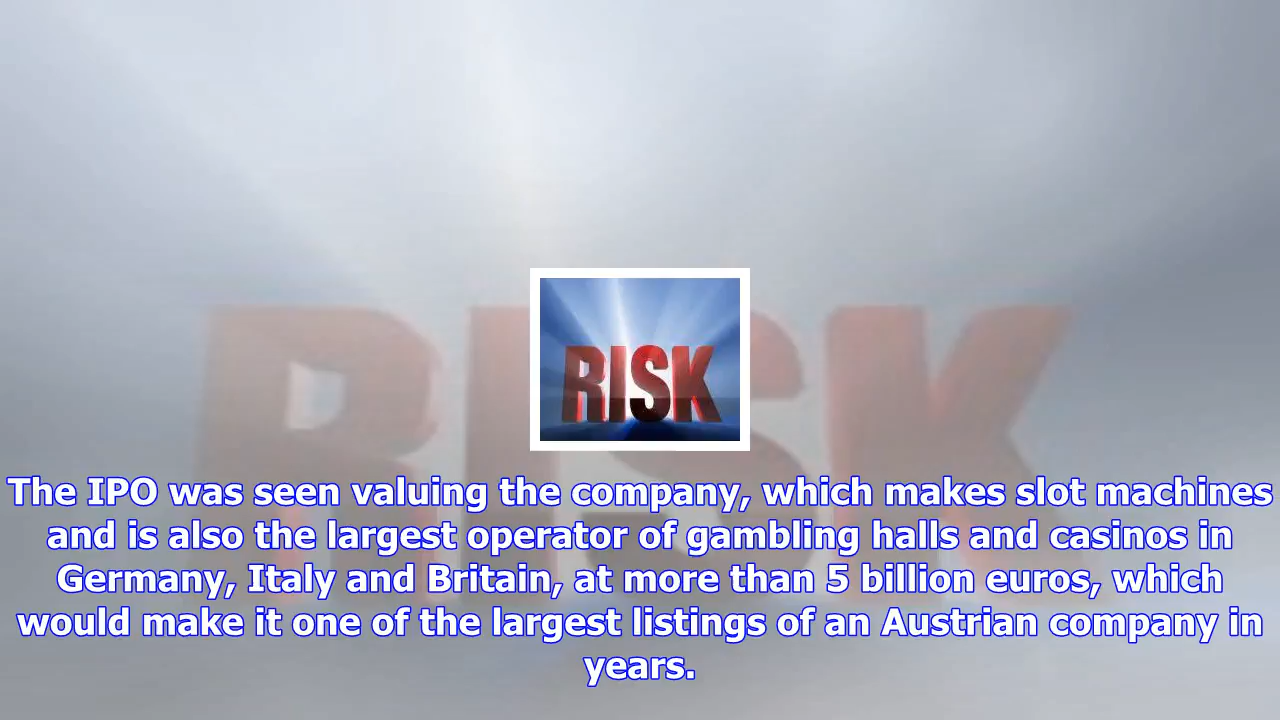 RISK
RISK
The IPO was seen valuing the company, which makes slot machines
and is also the largest operator of gambling halls and casinos in
Germany, Italy and Britain, at more than 5 billion euros, which
would make it one of the largest listings of an Austrian company in
years.